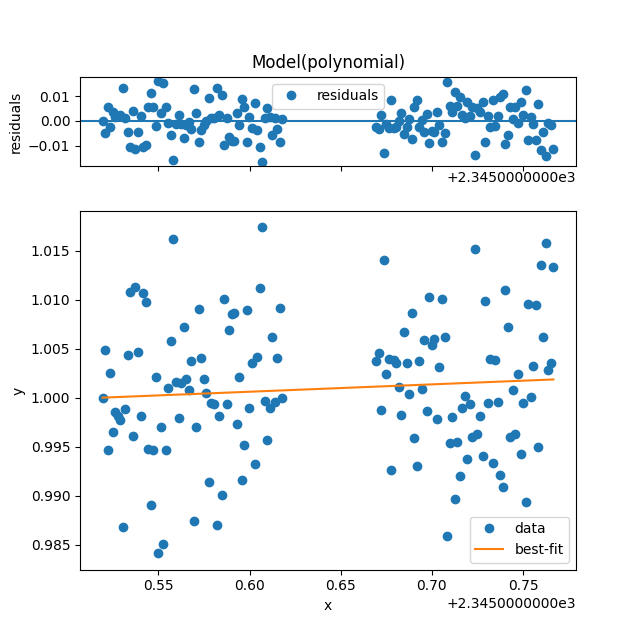 Model(polynomial)
residuals
0.01
0.00
−0.01
residuals
+2.3450000000e3
y
1.015
1.010
1.005
1.000
0.995
0.990
0.985
data
best-fit
0.55
0.60
0.65
0.70
0.75
x
+2.3450000000e3